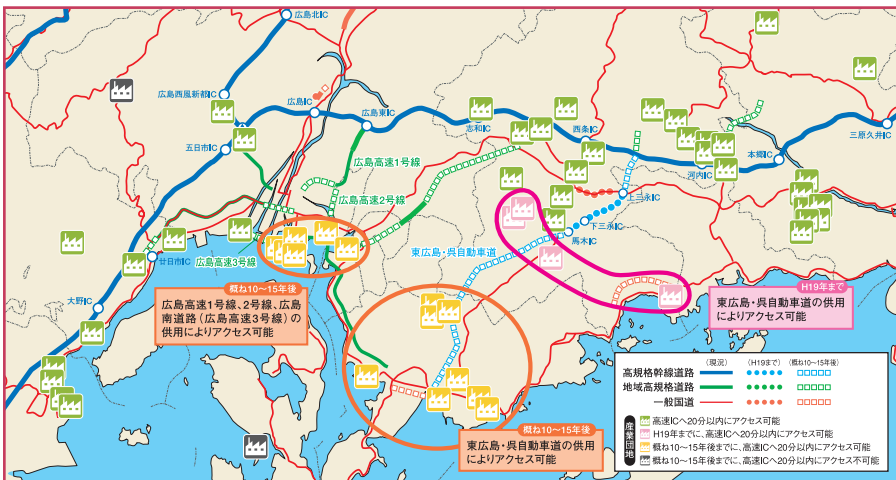 広島北IC
広島西風新都IC
広島IC
広島東IC
五日市IC
志和IC
西条IC
三原久井IC
本郷IC
河内IC
広島高速1号線
広島高速2号線
上三永IC
下三永IC
馬木IC
東広島・呉自動車道
広島高速3号線
廿日市IC
大野IC
概ね10〜15年後
広島高速1号線、2号線、広島
南道路（広島高速3号線）の
供用によりアクセス可能
H19年まで
東広島・呉自動車道の供用
によりアクセス可能
概ね10〜15年後
東広島・呉自動車道の供用
によりアクセス可能
（現況） （H19まで） （概ね10〜15年後）
高規格幹線道路
地域高規格道路
一般国道
産業団地
高速ICへ20分以内にアクセス可能
H19年までに、高速ICへ20分以内にアクセス可能
概ね10〜15年後までに、高速ICへ20分以内にアクセス可能
概ね10〜15年後までに、高速ICへ20分以内にアクセス不可能